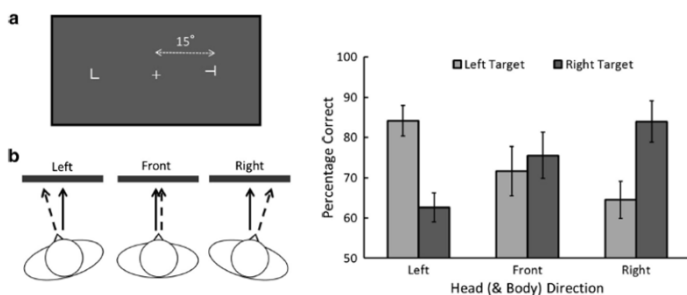 a
15°
b
Left Front Right
Left Target Right Target
Percentage Correct
100
90
80
70
60
50
Left Front Right
Head (& Body) Direction